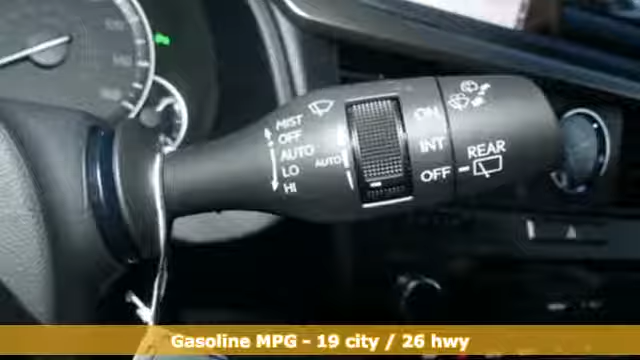 MIST
OFF
AUTO
LO
HI
AUTO
ON
INT
OFF
REAR
Gasoline MPG - 19 city / 26 hwy